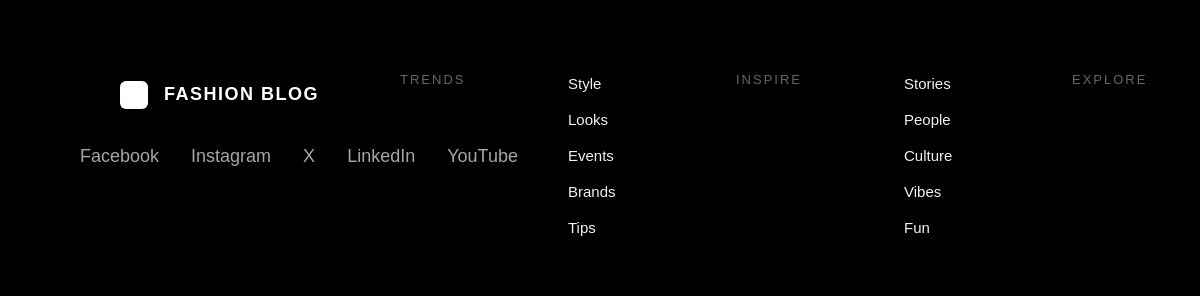 FASHION BLOG
Facebook Instagram X LinkedIn YouTube
TRENDS
Style
Looks
Events
Brands
Tips
INSPIRE
Stories
People
Culture
Vibes
Fun
EXPLORE